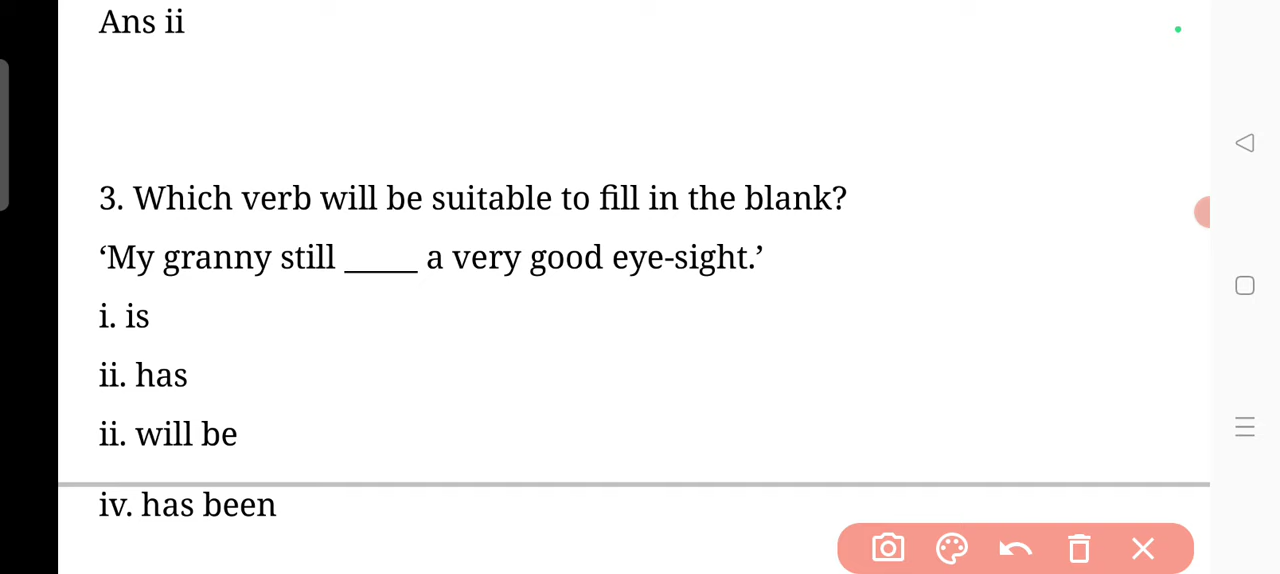 Ans ii
3. Which verb will be suitable to fill in the blank?
‘My granny still _____ a very good eye-sight.’
i. is
ii. has
ii. will be
iv. has been